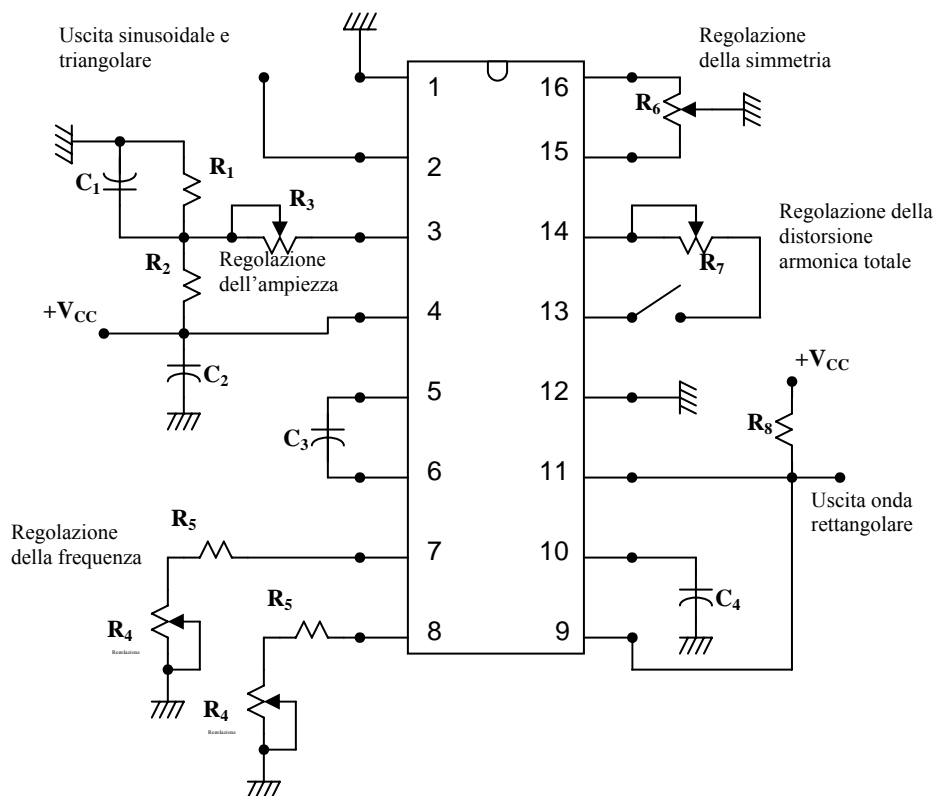 Uscita sinusoidale e
triangolare
Regolazione
della simmetria
1
16
R6
2
15
C1
R1
R3
3
14
Regolazione della
distorsione
armonica totale
R2
Regolazione
dell'ampiezza
R7
+VCC
4
13
C2
+VCC
5
12
C3
R8
6
11
Uscita onda
rettangolare
Regolazione
della frequenza
R5
7
10
C4
R5
R4
Regolazione
8
9
R4
Regolazione